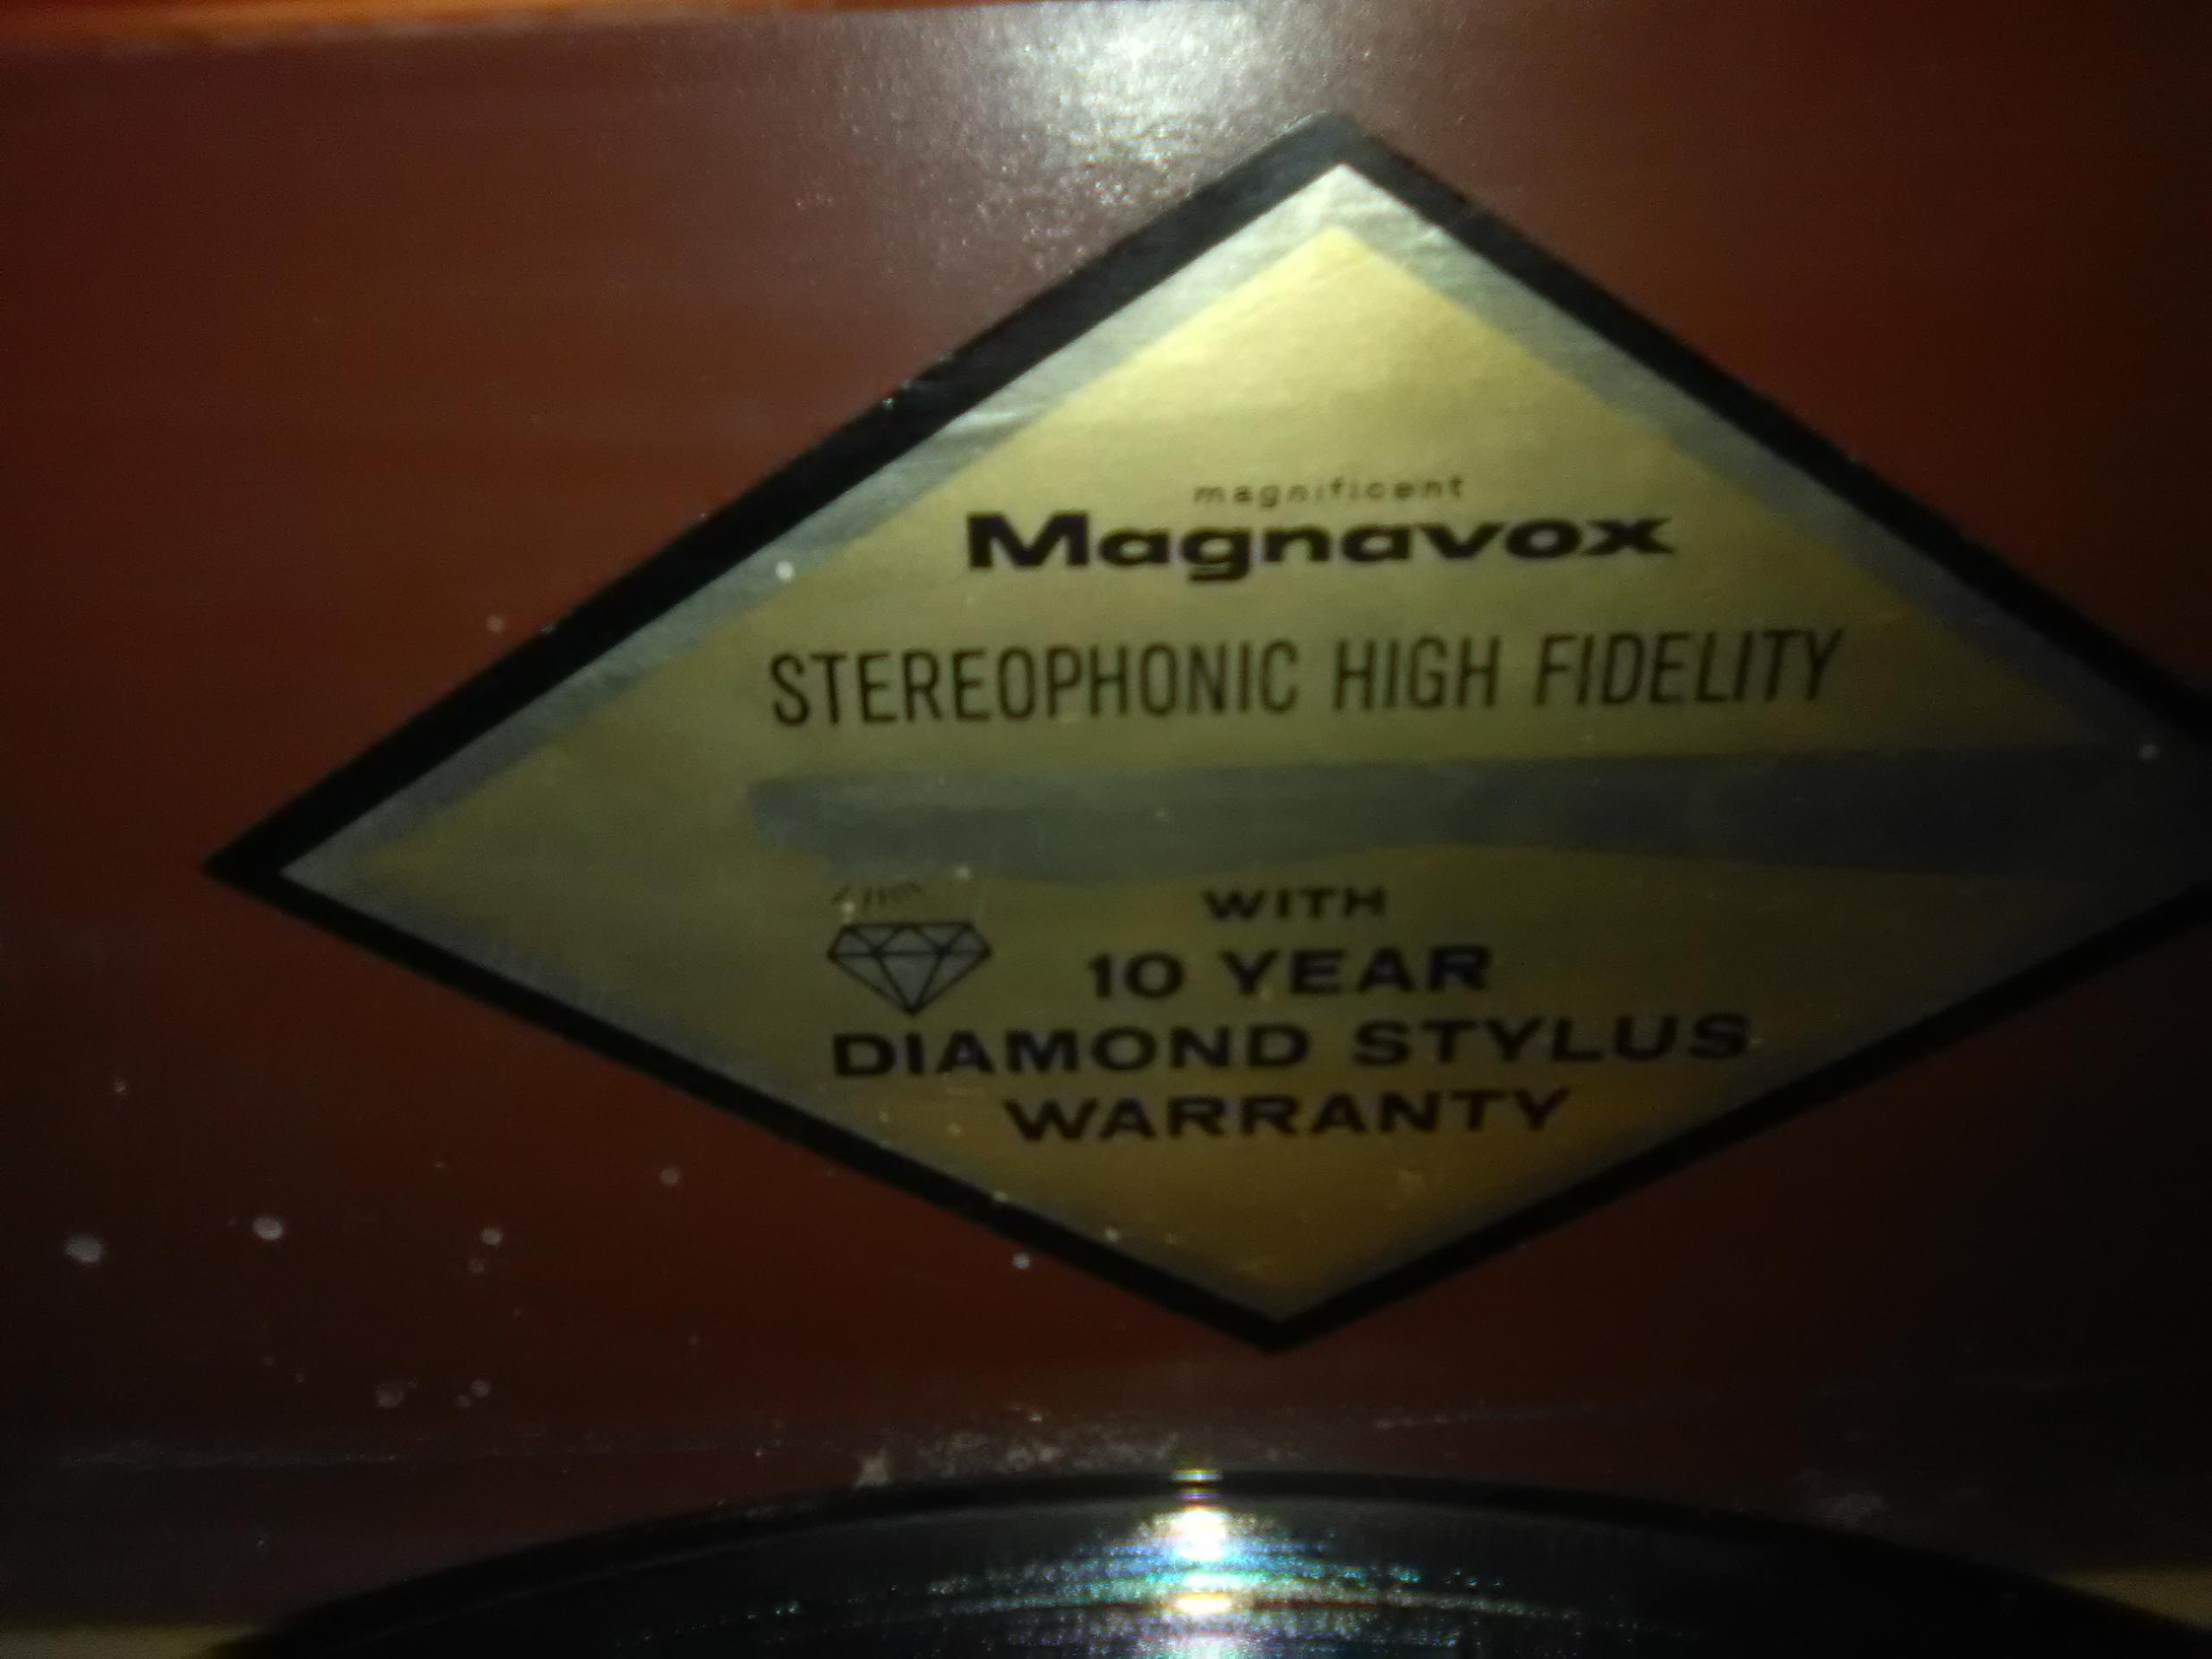 magnificent
Magnavox
STEREOPHONIC HIGH FIDELITY
WITH
10 YEAR
DIAMOND STYLUS
WARRANTY